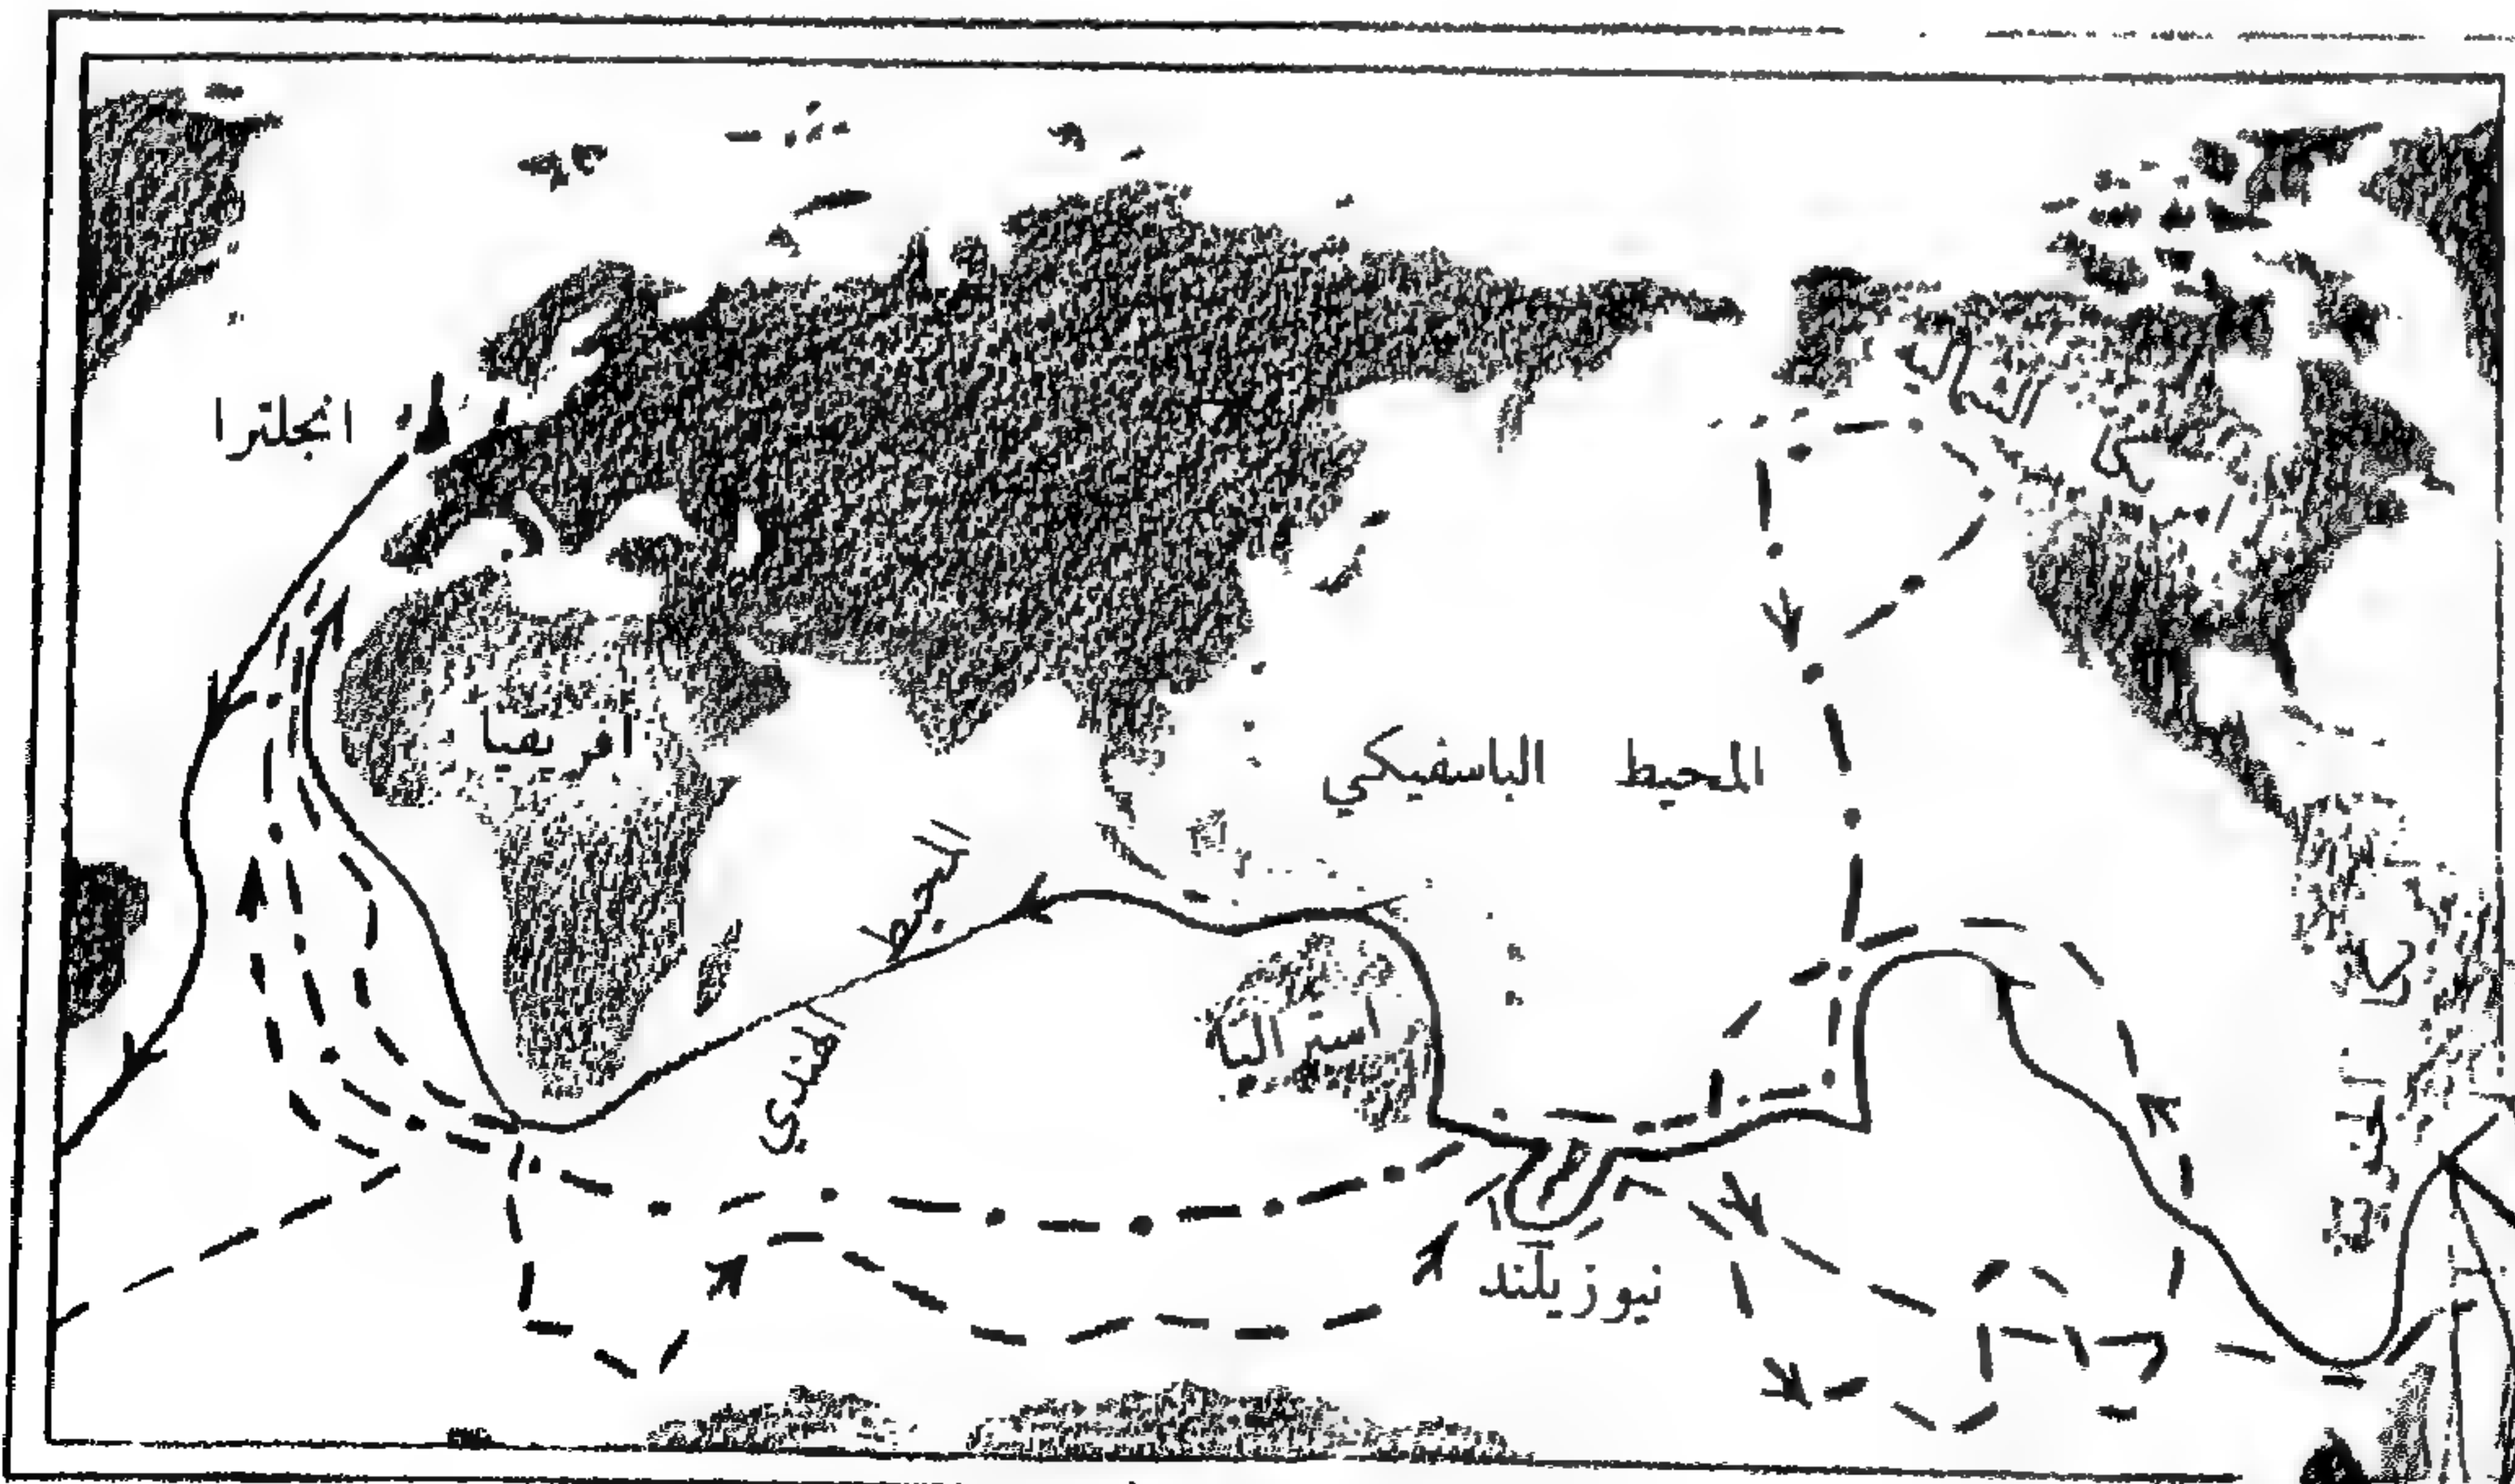 انجلترا
افريقيا
المحيط الباسفيكي
المحيط
الهندي
استراليا
نيوزيلند